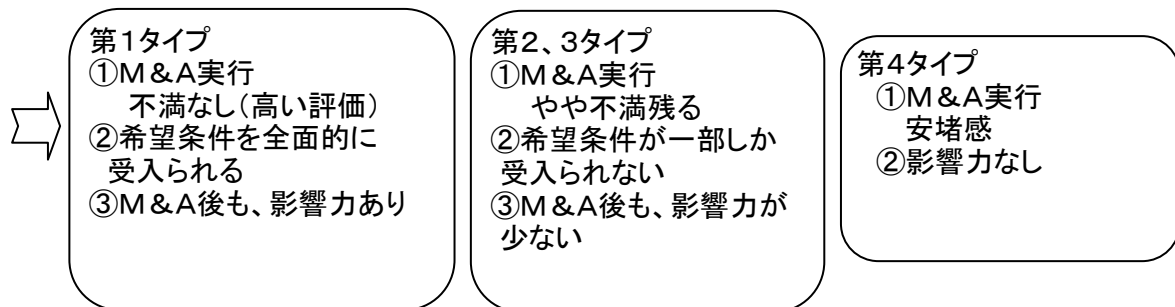 第1タイプ
①M＆A実行
不満なし(高い評価)
②希望条件を全面的に
受入られる
③M＆A後も、影響力あり
第2、3タイプ
①M＆A実行
やや不満残る
②希望条件が一部しか
受入られない
③M＆A後も、影響力が
少ない
第4タイプ
①M＆A実行
安堵感
②影響力なし